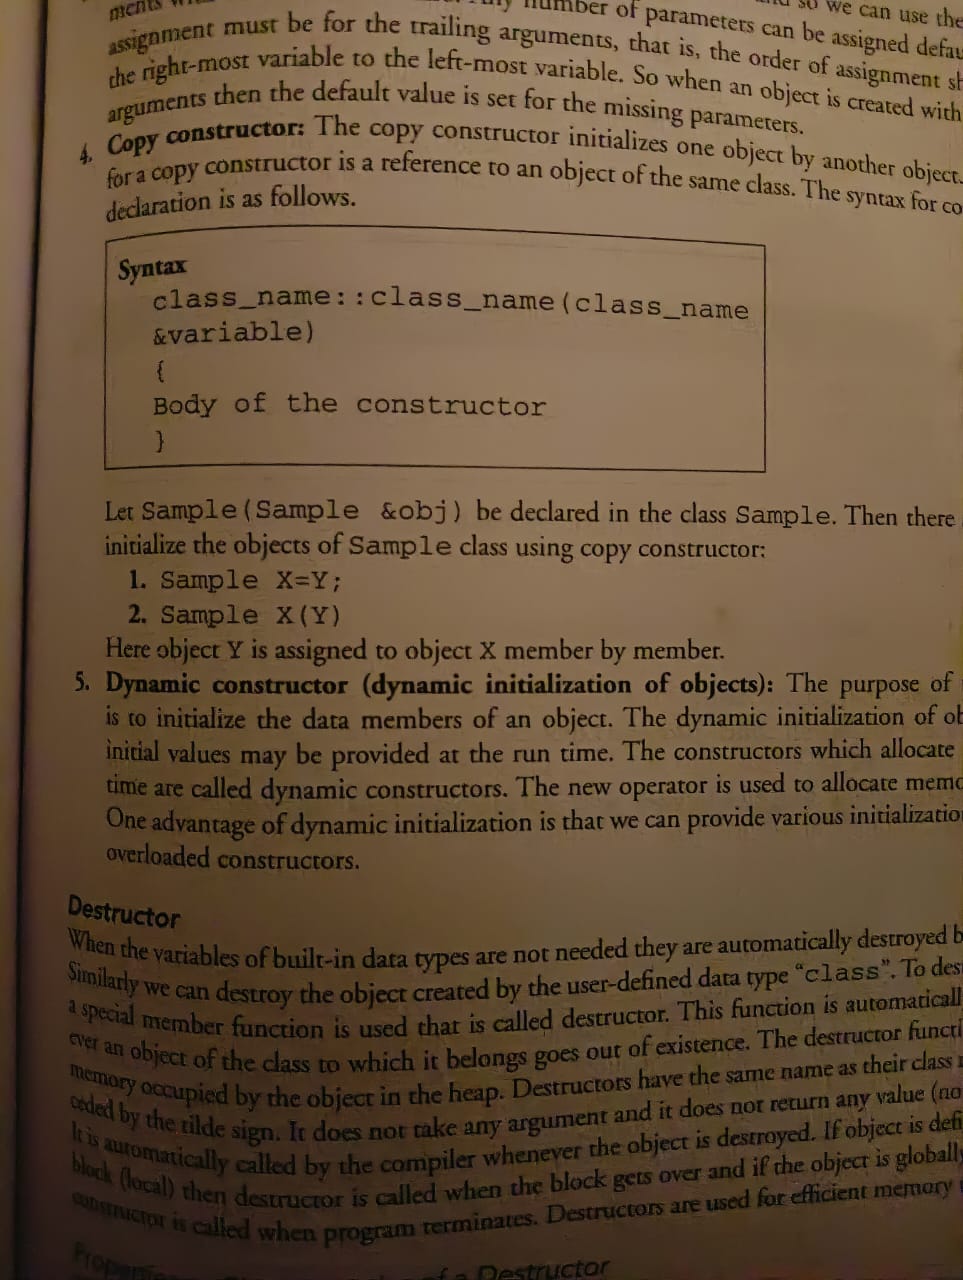 number of parameters can be assigned
so we can use the
assignment must be for the trailing arguments, that is, the order of assignment
the right-most variable to the left-most variable. So when an object is created with
arguments then the default value is set for the missing parameters.
4. Copy constructor: The copy constructor initializes one object by another object.
for a copy constructor is a reference to an object of the same class. The syntax for co
declaration is as follows.
Syntax
class_name::class_name(class_name
&variable)
{
Body of the constructor
}
Let Sample(Sample &obj) be declared in the class Sample. Then there
initialize the objects of Sample class using copy constructor:
1. Sample X=Y;
2. Sample X(Y)
Here object Y is assigned to object X member by member.
5. Dynamic constructor (dynamic initialization of objects): The purpose of
is to initialize the data members of an object. The dynamic initialization of ob
initial values may be provided at the run time. The constructors which allocate
time are called dynamic constructors. The new operator is used to allocate memo
One advantage of dynamic initialization is that we can provide various initializatio
overloaded constructors.
Destructor
When the variables of built-in data types are not needed they are automatically destroyed b
Similarly we can destroy the object created by the user-defined data type “class”. To des
a special member function is used that is called destructor. This function is automaticall
ever an object of the class to which it belongs goes out of existence. The destructor functi
memory occupied by the object in the heap. Destructors have the same name as their class
ceded by the tilde sign. It does not take any argument and it does not return any value (no
It is automatically called by the compiler whenever the object is destroyed. If object is defi
block (local) then destructor is called when the block gets over and if the object is globally
constructor is called when program terminates. Destructors are used for efficient memory
of a Destructor